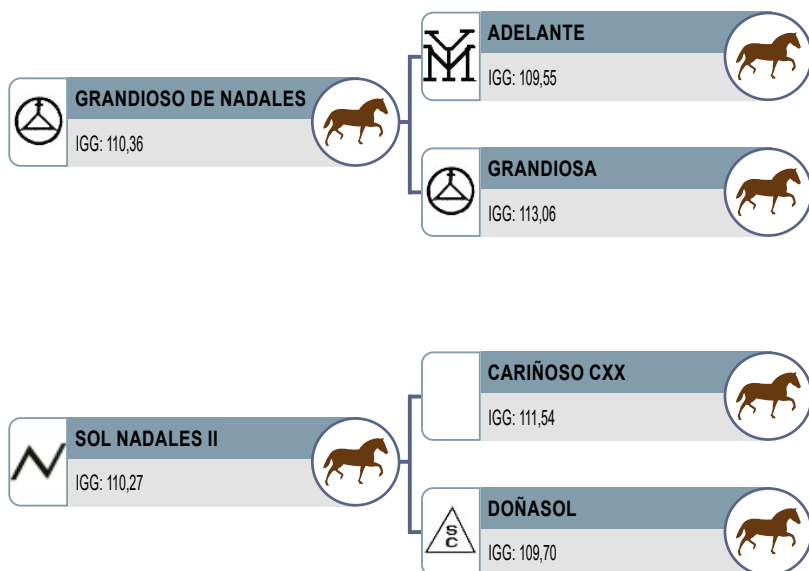 GRANDIOSO DE NADALES
IGG: 110,36
ADELANTE
IGG: 109,55
GRANDIOSA
IGG: 113,06
SOL NADALES II
IGG: 110,27
CARIÑOSO CXX
IGG: 111,54
DOÑASOL
IGG: 109,70
S
C